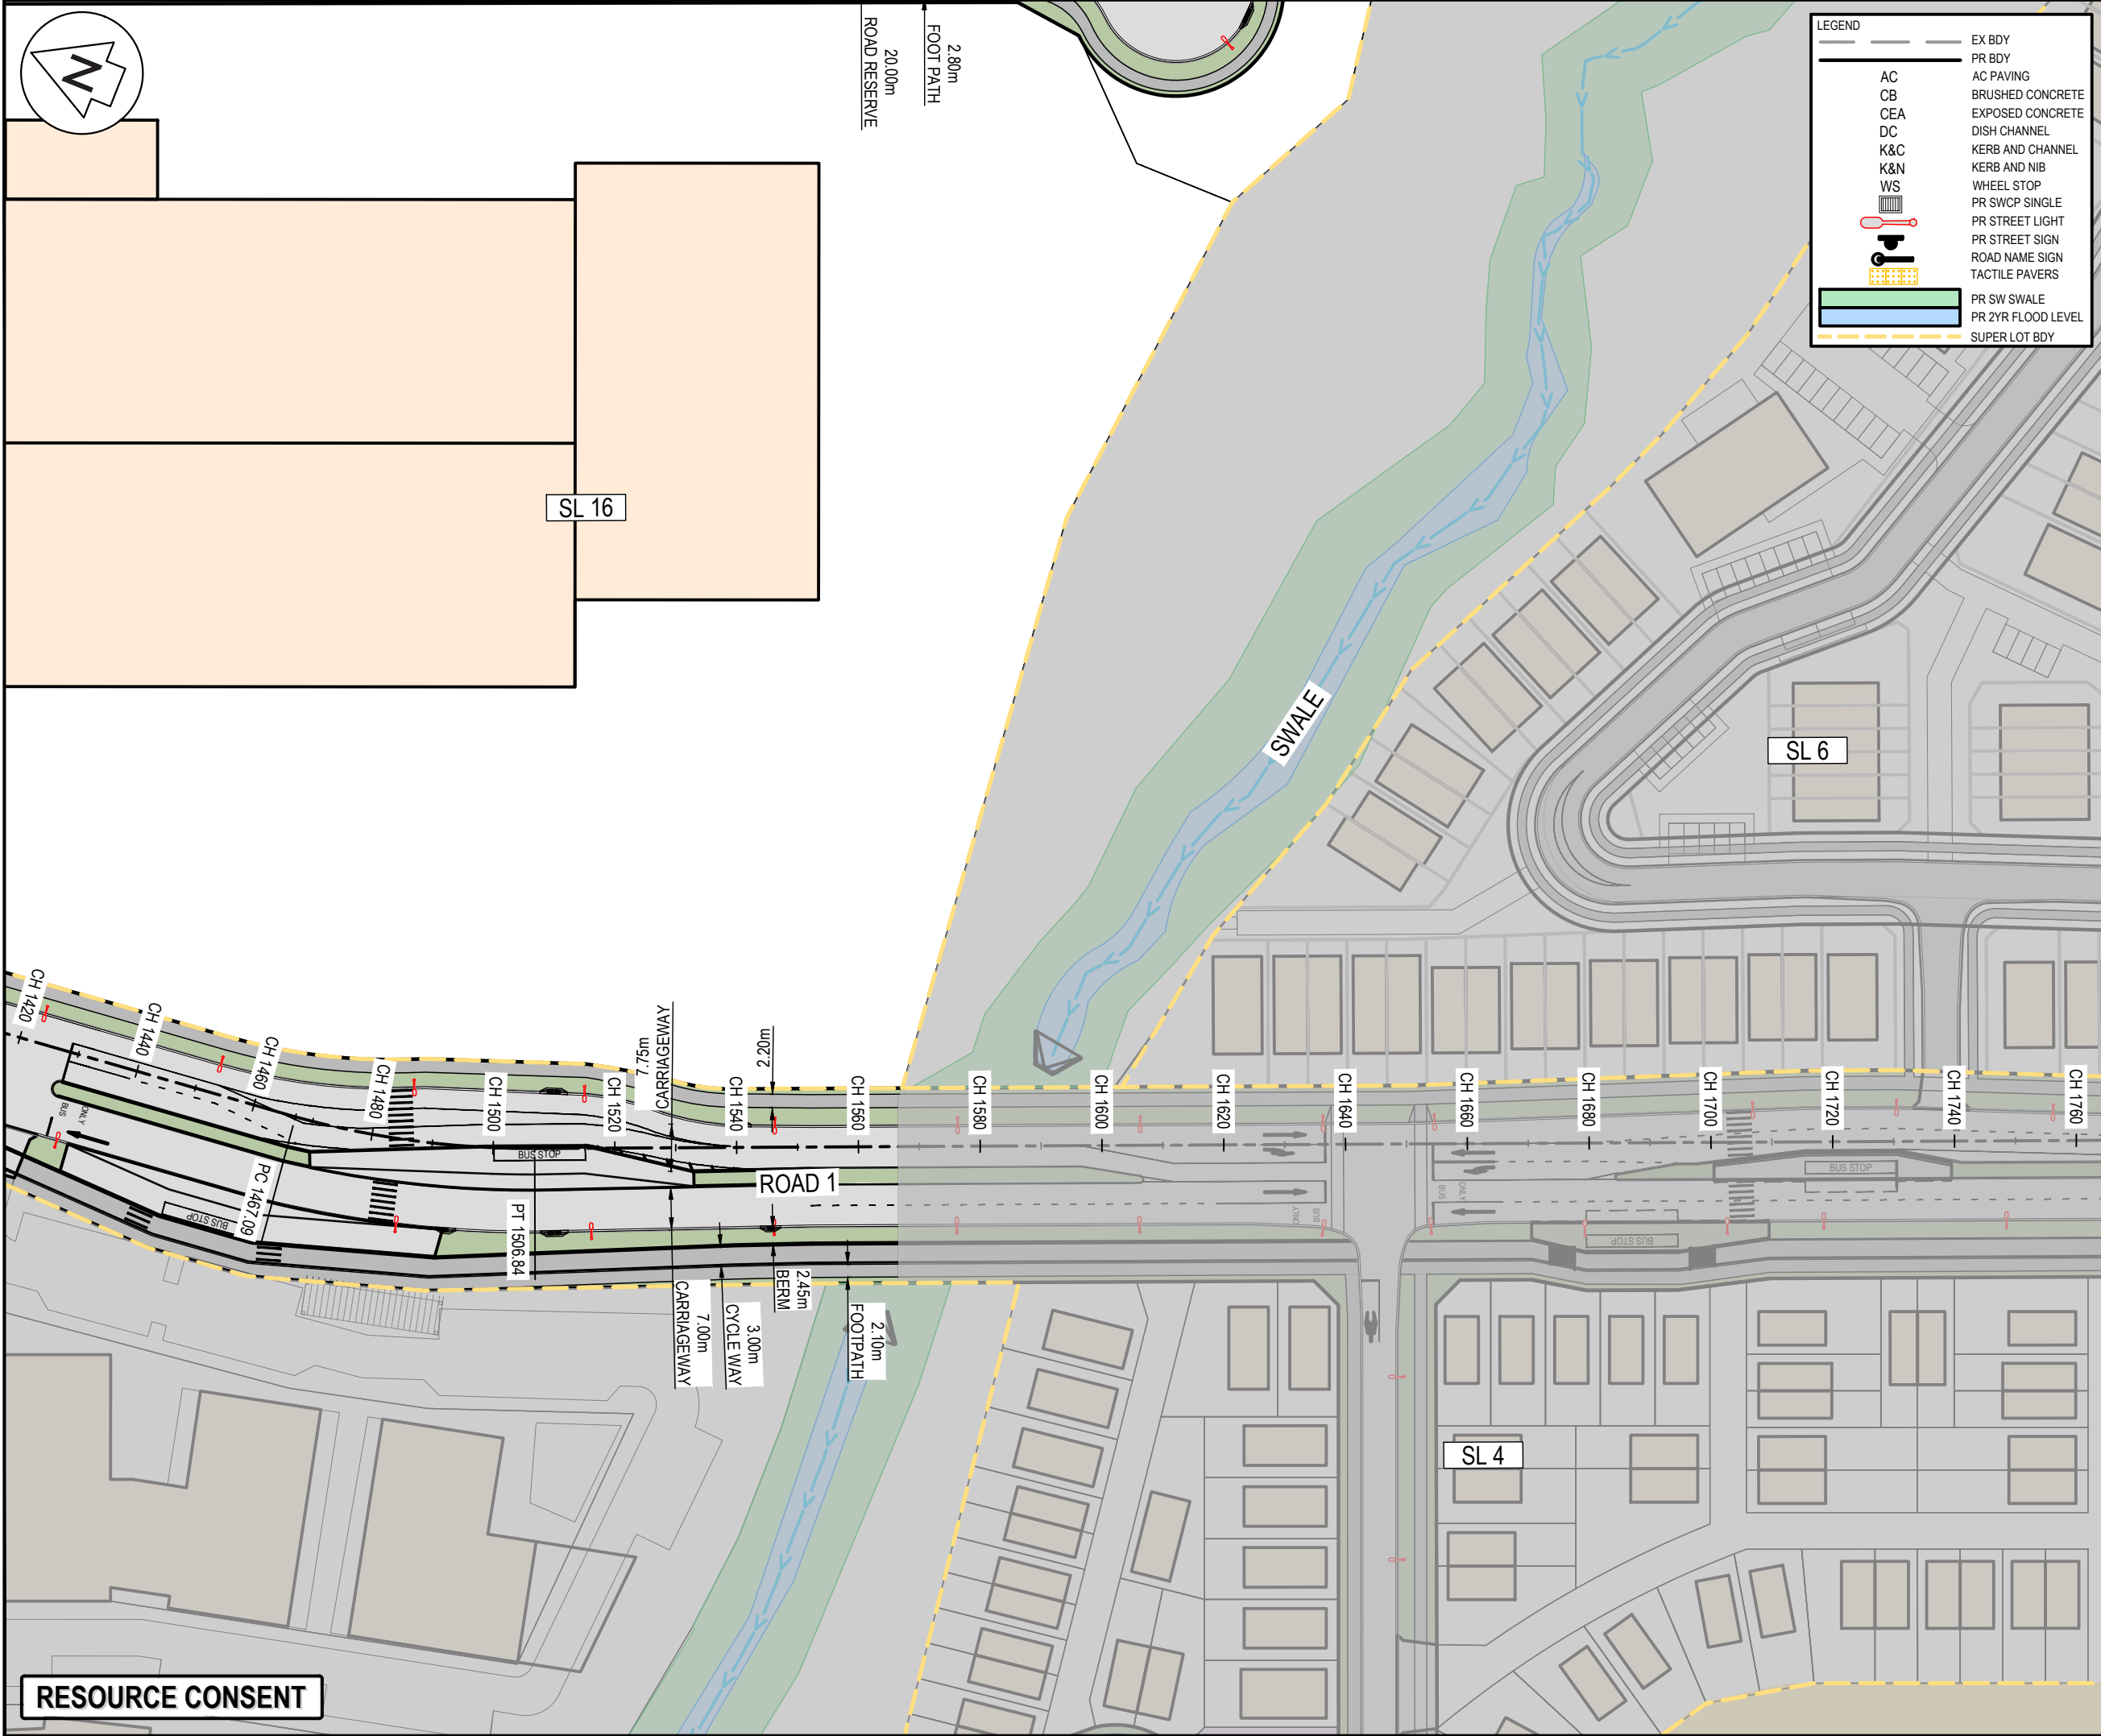 N
20.00m
ROAD RESERVE
2.80m
FOOT PATH
LEGEND
EX BDY
PR BDY
AC AC PAVING
CB BRUSHED CONCRETE
CEA EXPOSED CONCRETE
DC DISH CHANNEL
K&C KERB AND CHANNEL
K&N KERB AND NIB
WS WHEEL STOP
PR SWCP SINGLE
PR STREET LIGHT
PR STREET SIGN
ROAD NAME SIGN
TACTILE PAVERS
PR SW SWALE
PR 2YR FLOOD LEVEL
SUPER LOT BDY
SL 16
SWALE
SL 6
CH 1420
CH 1440
CH 1460
CH 1480
CH 1500
CH 1520
CH 1540
CH 1560
CH 1580
CH 1600
CH 1620
CH 1640
CH 1660
CH 1680
CH 1700
CH 1720
CH 1740
CH 1760
7.75m
CARRIAGEWAY
2.20m
BUS
ONLY
BUS STOP
BUS STOP
PC 1467.09
PT 1506.84
ROAD 1
BUS
ONLY
BUS
ONLY
BUS STOP
BUS STOP
7.00m
CARRIAGEWAY
3.00m
CYCLE WAY
2.45m
BERM
2.10m
FOOTPATH
SL 4
RESOURCE CONSENT